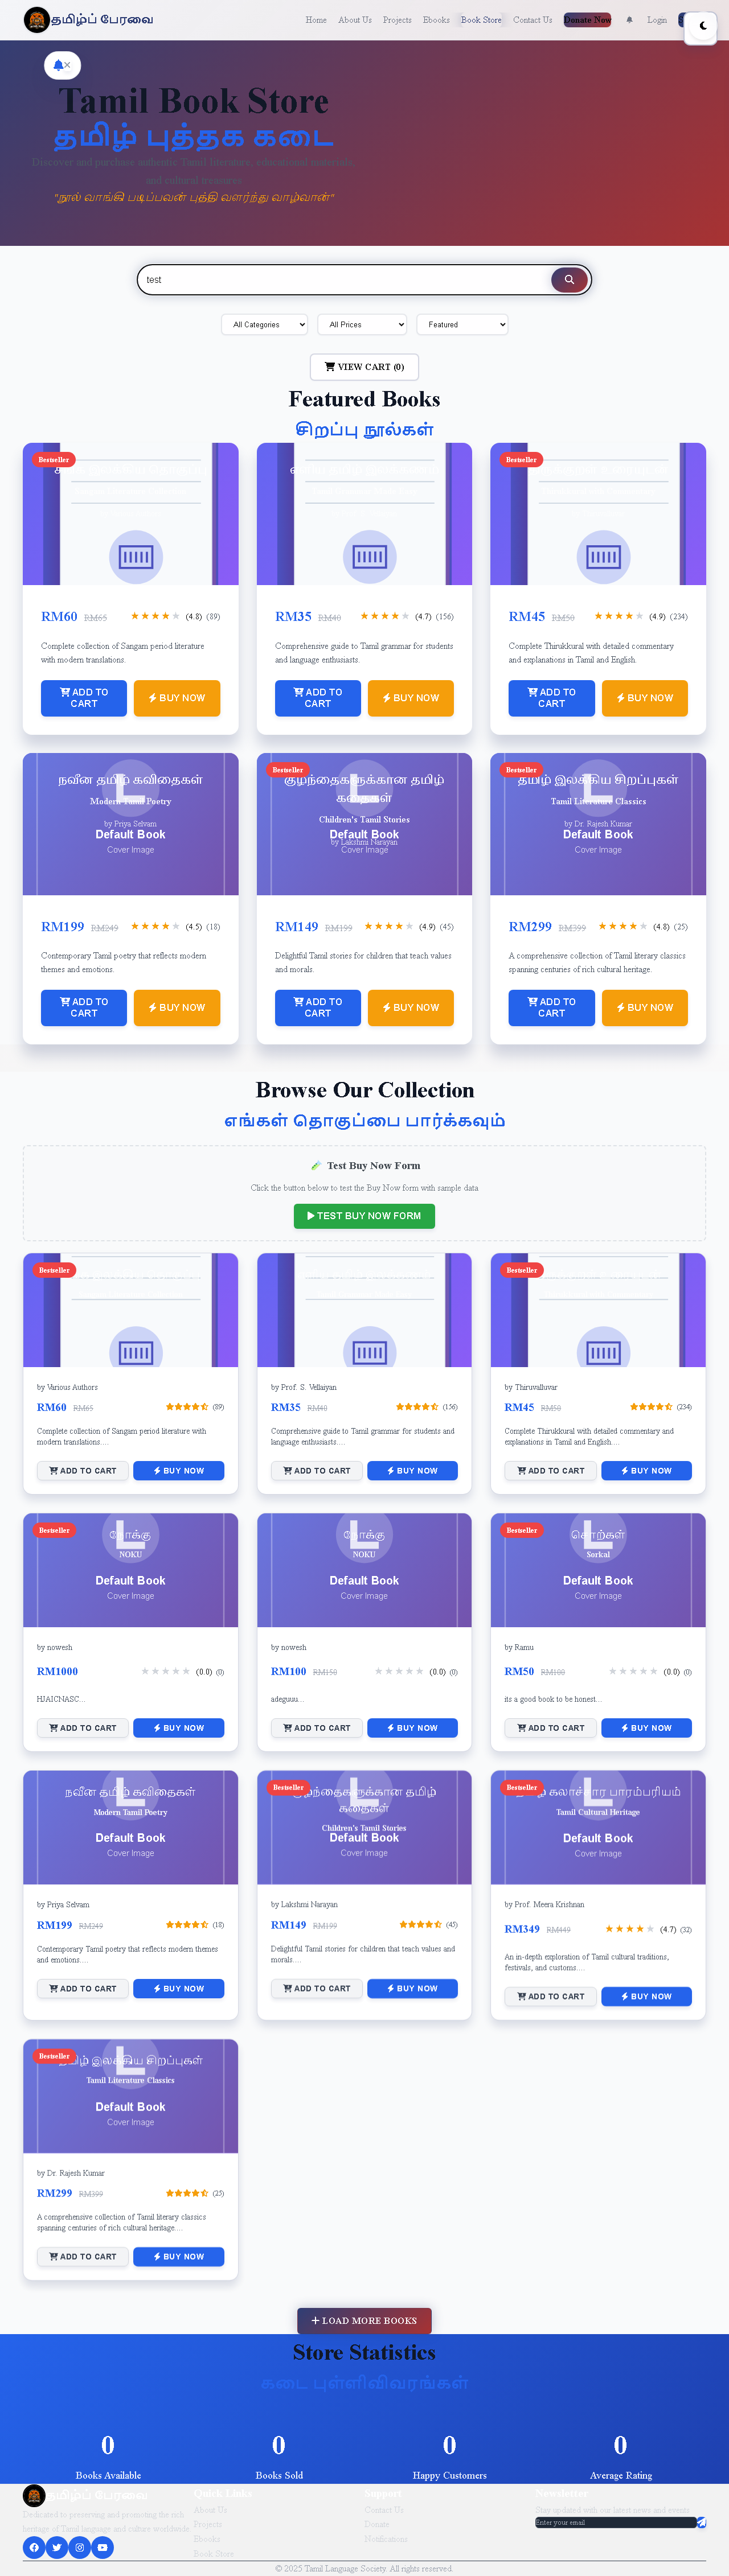 தமிழ்ப் பேரவை
Home About Us Projects Ebooks Book Store Contact Us Donate Now Login
Tamil Book Store
தமிழ் புத்தக கடை
Discover and purchase authentic Tamil literature, educational materials,
and cultural treasures
"நூல் வாங்கி படிப்பவன் புத்தி வளர்ந்து வாழ்வான்"
test
All Categories All Prices Featured
VIEW CART (0)
Featured Books
சிறப்பு நூல்கள்
Bestseller Bestseller
RM60 RM65 (4.8) (89)
Complete collection of Sangam period literature
with modern translations.
ADD TO CART BUY NOW
RM35 RM40 (4.7) (156)
Comprehensive guide to Tamil grammar for students
and language enthusiasts.
ADD TO CART BUY NOW
RM45 RM50 (4.9) (234)
Complete Thirukkural with detailed commentary
and explanations in Tamil and English.
ADD TO CART BUY NOW
நவீன தமிழ் கவிதைகள்
Modern Tamil Poetry
by Priya Selvam
Default Book
Cover Image
RM199 RM249 (4.5) (18)
Contemporary Tamil poetry that reflects modern
themes and emotions.
ADD TO CART BUY NOW
Bestseller
குழந்தைகளுக்கான தமிழ்
கதைகள்
Children's Tamil Stories
Default Book
by Lakshmi Narayan
Cover Image
RM149 RM199 (4.9) (45)
Delightful Tamil stories for children that teach values
and morals.
ADD TO CART BUY NOW
Bestseller
தமிழ் இலக்கிய சிறப்புகள்
Tamil Literature Classics
by Dr. Rajesh Kumar
Default Book
Cover Image
RM299 RM399 (4.8) (25)
A comprehensive collection of Tamil literary classics
spanning centuries of rich cultural heritage.
ADD TO CART BUY NOW
Browse Our Collection
எங்கள் தொகுப்பை பார்க்கவும்
Test Buy Now Form
Click the button below to test the Buy Now form with sample data
TEST BUY NOW FORM
Bestseller
by Various Authors
RM60 RM65 (89)
Complete collection of Sangam period literature with
modern translations....
ADD TO CART BUY NOW
by Prof. S. Vellaiyan
RM35 RM40 (156)
Comprehensive guide to Tamil grammar for students and
language enthusiasts....
ADD TO CART BUY NOW
Bestseller
by Thiruvalluvar
RM45 RM50 (234)
Complete Thirukkural with detailed commentary and
explanations in Tamil and English....
ADD TO CART BUY NOW
Bestseller
நோக்கு
NOKU
Default Book
Cover Image
by nowesh
RM1000 (0.0) (0)
HJAICNASC...
ADD TO CART BUY NOW
நோக்கு
NOKU
Default Book
Cover Image
by nowesh
RM100 RM150 (0.0) (0)
adeguuu...
ADD TO CART BUY NOW
Bestseller
சொற்கள்
Sorkal
Default Book
Cover Image
by Ramu
RM50 RM100 (0.0) (0)
its a good book to be honest...
ADD TO CART BUY NOW
நவீன தமிழ் கவிதைகள்
Modern Tamil Poetry
Default Book
Cover Image
by Priya Selvam
RM199 RM249 (18)
Contemporary Tamil poetry that reflects modern themes
and emotions....
ADD TO CART BUY NOW
Bestseller
குழந்தைகளுக்கான தமிழ்
கதைகள்
Children's Tamil Stories
Default Book
Cover Image
by Lakshmi Narayan
RM149 RM199 (45)
Delightful Tamil stories for children that teach values and
morals....
ADD TO CART BUY NOW
Bestseller
தமிழ் கலாச்சார பாரம்பரியம்
Tamil Cultural Heritage
Default Book
Cover Image
by Prof. Meera Krishnan
RM349 RM449 (4.7) (32)
An in-depth exploration of Tamil cultural traditions,
festivals, and customs....
ADD TO CART BUY NOW
Bestseller
தமிழ் இலக்கிய சிறப்புகள்
Tamil Literature Classics
Default Book
Cover Image
by Dr. Rajesh Kumar
RM299 RM399 (25)
A comprehensive collection of Tamil literary classics
spanning centuries of rich cultural heritage....
ADD TO CART BUY NOW
LOAD MORE BOOKS
Store Statistics
கடை புள்ளிவிவரங்கள்
0 0 0 0
Books Available Books Sold Happy Customers Average Rating
தமிழ்ப் பேரவை
Dedicated to preserving and promoting the rich
heritage of Tamil language and culture worldwide.
Quick Links
About Us
Projects
Ebooks
Book Store
Support
Contact Us
Donate
Notifications
Newsletter
Stay updated with our latest news and events
Enter your email
© 2025 Tamil Language Society. All rights reserved.